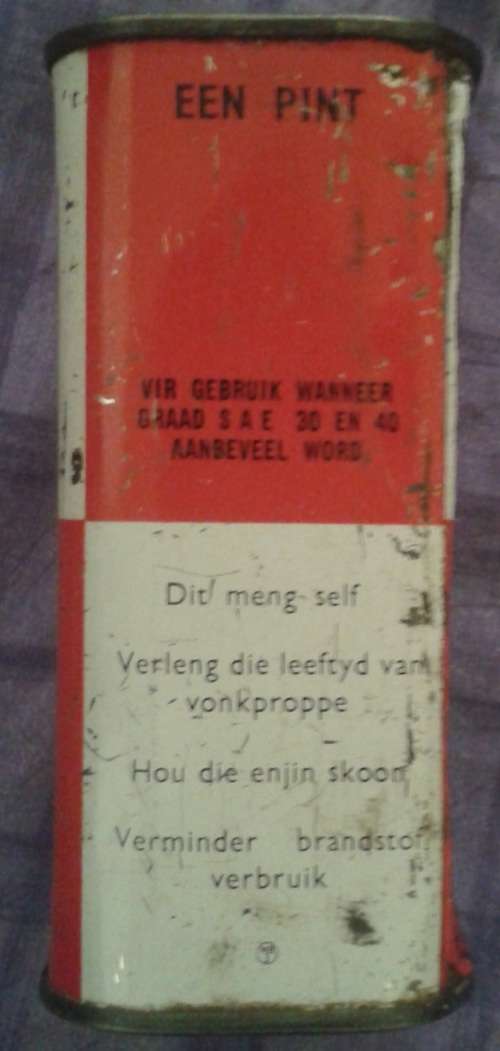 EEN PINT
VIR GEBRUIK WANNEER
GRAAD S A E 30 EN 40
AANBEVEEL WORD.
Dit meng self
Verleng die leeftyd van
vonkproppe
Hou die enjin skoon
Verminder brandstof
verbruik